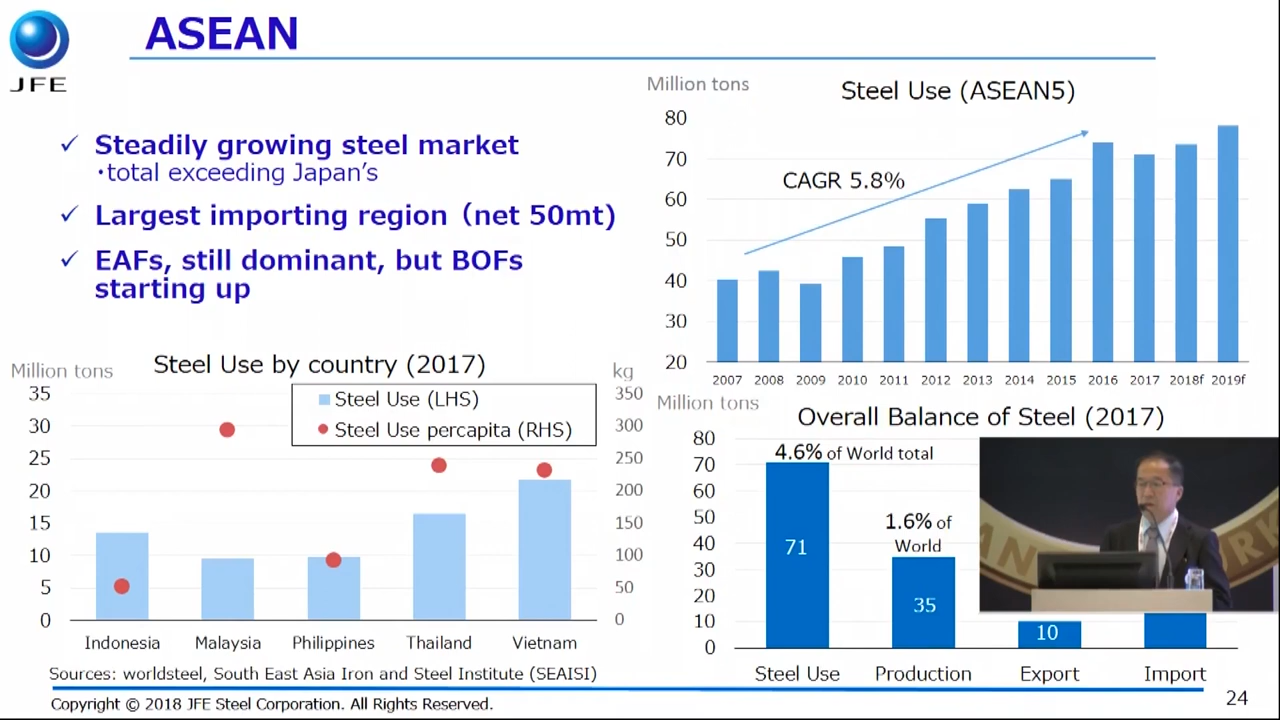 ASEAN
JFE
✓ Steadily growing steel market
・total exceeding Japan’s
✓ Largest importing region（net 50mt）
✓ EAFs, still dominant, but BOFs
starting up
Million tons
Steel Use (ASEAN5)
80
70
60
50
40
30
20
CAGR 5.8%
2007 2008 2009 2010 2011 2012 2013 2014 2015 2016 2017 2018f 2019f
Million tons
Steel Use by country (2017)
kg
Steel Use (LHS)
Steel Use percapita (RHS)
35
30
25
20
15
10
5
0
350
300
250
200
150
100
50
0
Indonesia Malaysia Philippines Thailand Vietnam
Sources: worldsteel, South East Asia Iron and Steel Institute (SEAISI)
Million tons
Overall Balance of Steel (2017)
80
70
60
50
40
30
20
10
0
4.6% of World total
71
1.6% of
World
35
10
Steel Use Production Export Import
Copyright © 2018 JFE Steel Corporation. All Rights Reserved.
24